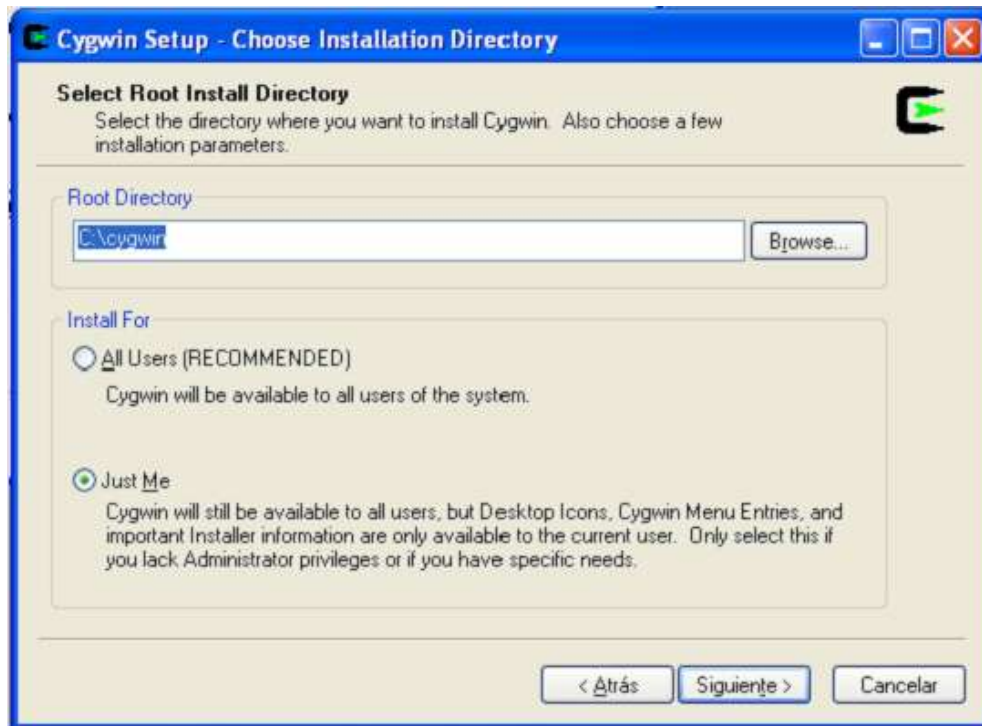 Cygwin Setup - Choose Installation Directory
Select Root Install Directory
Select the directory where you want to install Cygwin. Also choose a few
installation parameters.
Root Directory
C:\cygwin
Browse...
Install For
All Users (RECOMMENDED)
Cygwin will be available to all users of the system.
Just Me
Cygwin will still be available to all users, but Desktop Icons, Cygwin Menu Entries, and
important Installer information are only available to the current user. Only select this if
you lack Administrator privileges or if you have specific needs.
< Atrás
Siguiente >
Cancelar